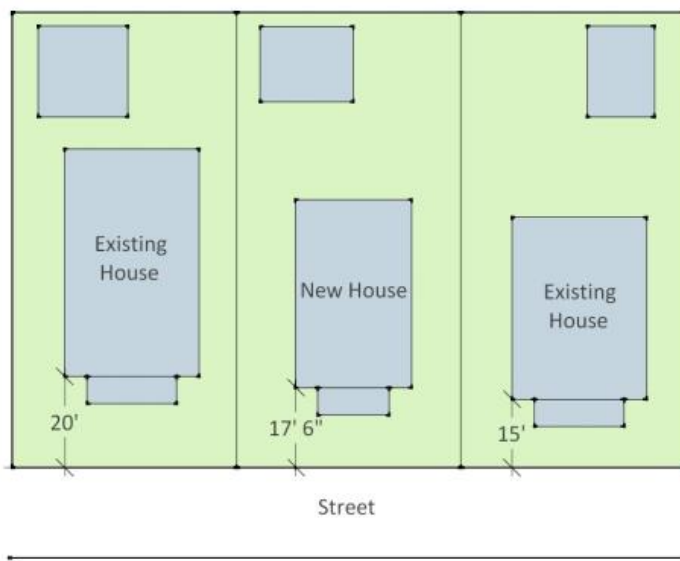 Existing
House
New House
Existing
House
20'
17' 6"
15'
Street